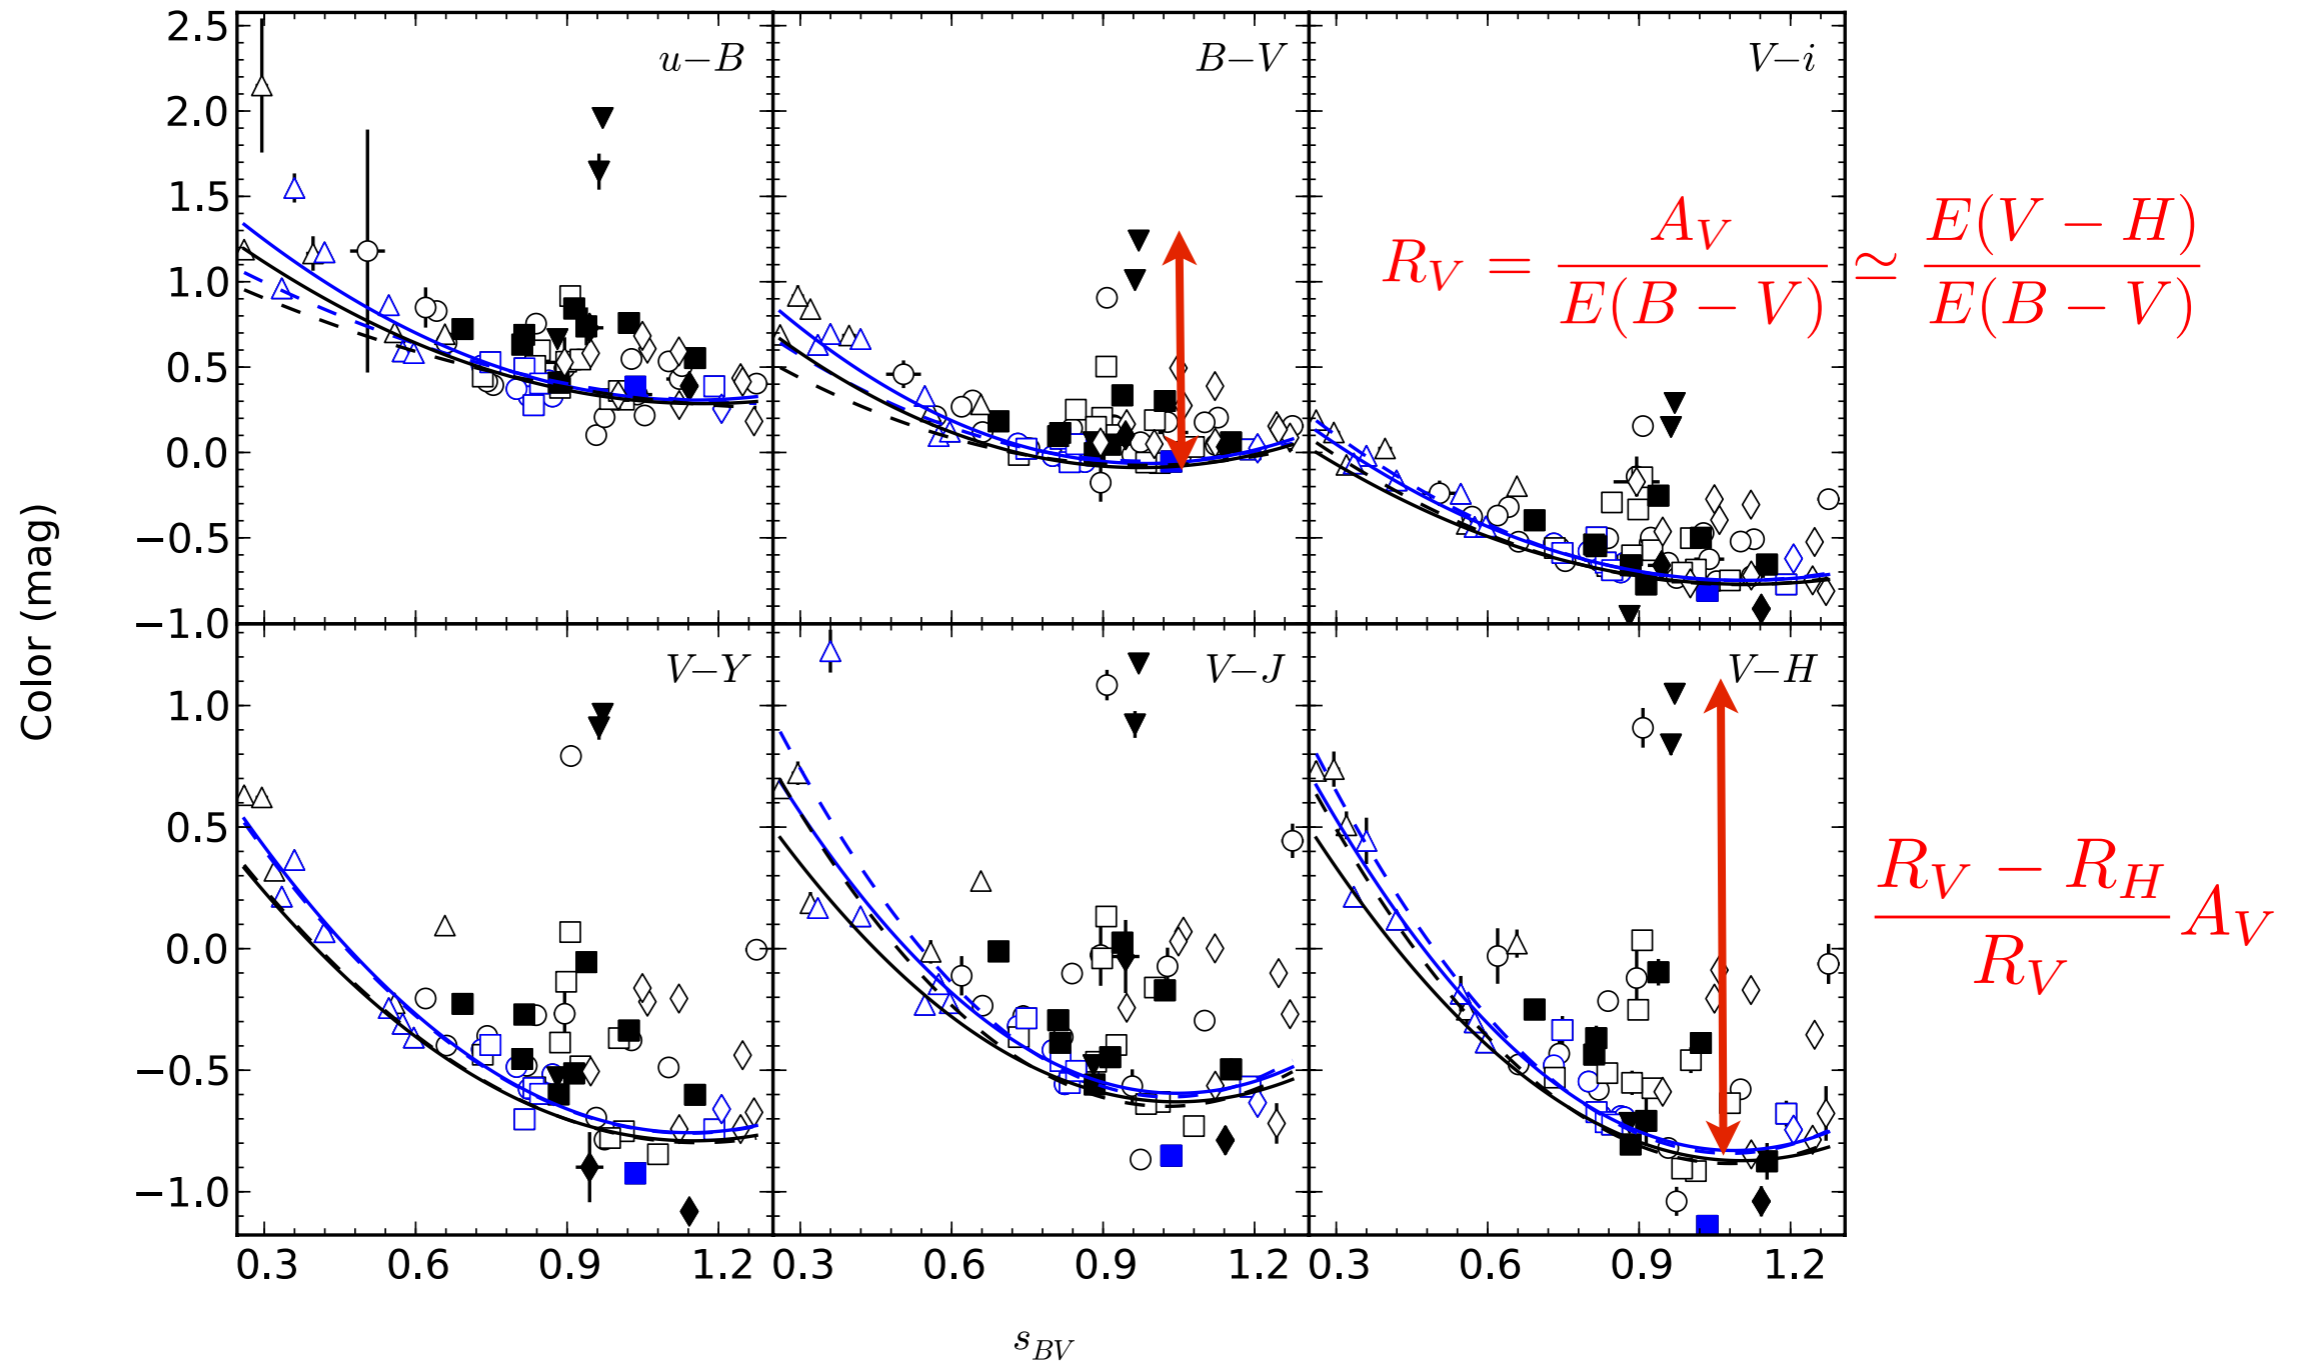 Color (mag)
2.5
2.0
1.5
1.0
0.5
0.0
−0.5
−1.0
u−B
B−V
V−i
R_V = A_V / E(B − V) ≃ E(V − H) / E(B − V)
1.0
0.5
0.0
−0.5
−1.0
V−Y
V−J
V−H
(R_V − R_H) / R_V A_V
0.3 0.6 0.9 1.2 0.3 0.6 0.9 1.2 0.3 0.6 0.9 1.2
s_{BV}